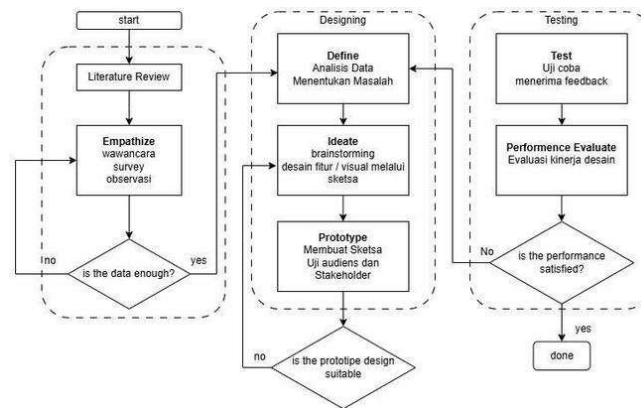 start
Literature Review
Empathize
wawancara
survey
observasi
is the data enough?
no
yes
Designing
Define
Analisis Data
Menentukan Masalah
Ideate
brainstorming
desain fitur / visual melalui
sketsa
Prototype
Membuat Sketsa
Uji audiens dan
Stakeholder
no
is the prototipe design
suitable
Testing
Test
Uji coba
menerima feedback
Performence Evaluate
Evaluasi kinerja desain
No
is the performance
satisfied?
yes
done